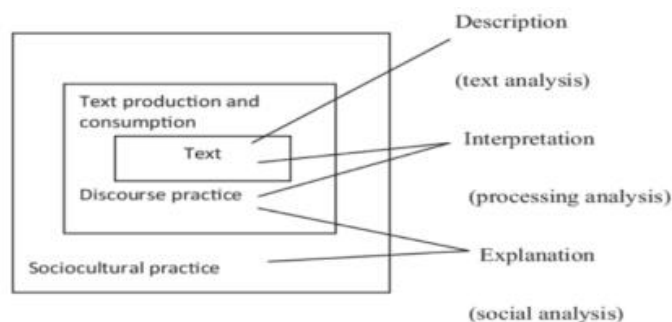 Description
(text analysis)
Text production and
consumption
Text
Interpretation
Discourse practice
(processing analysis)
Explanation
Sociocultural practice
(social analysis)